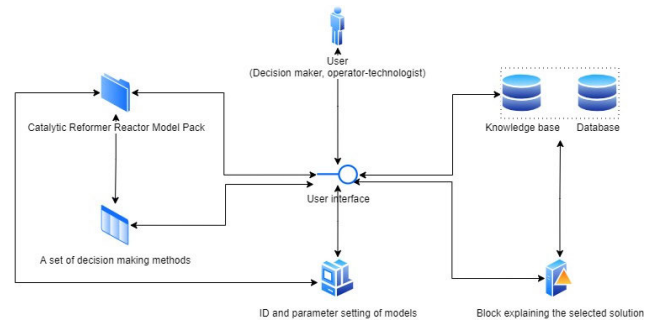 User
(Decision maker, operator-technologist)
Catalytic Reformer Reactor Model Pack
Knowledge base
Database
User interface
A set of decision making methods
ID and parameter setting of models
Block explaining the selected solution